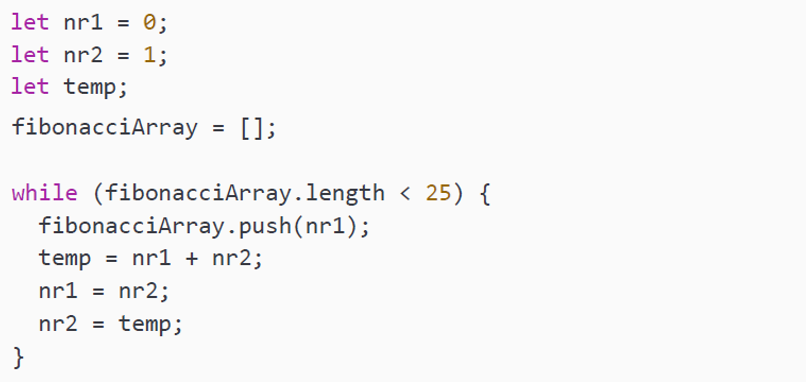 let nr1 = 0;
let nr2 = 1;
let temp;
fibonacciArray = [];
while (fibonacciArray.length < 25) {
  fibonacciArray.push(nr1);
  temp = nr1 + nr2;
  nr1 = nr2;
  nr2 = temp;
}